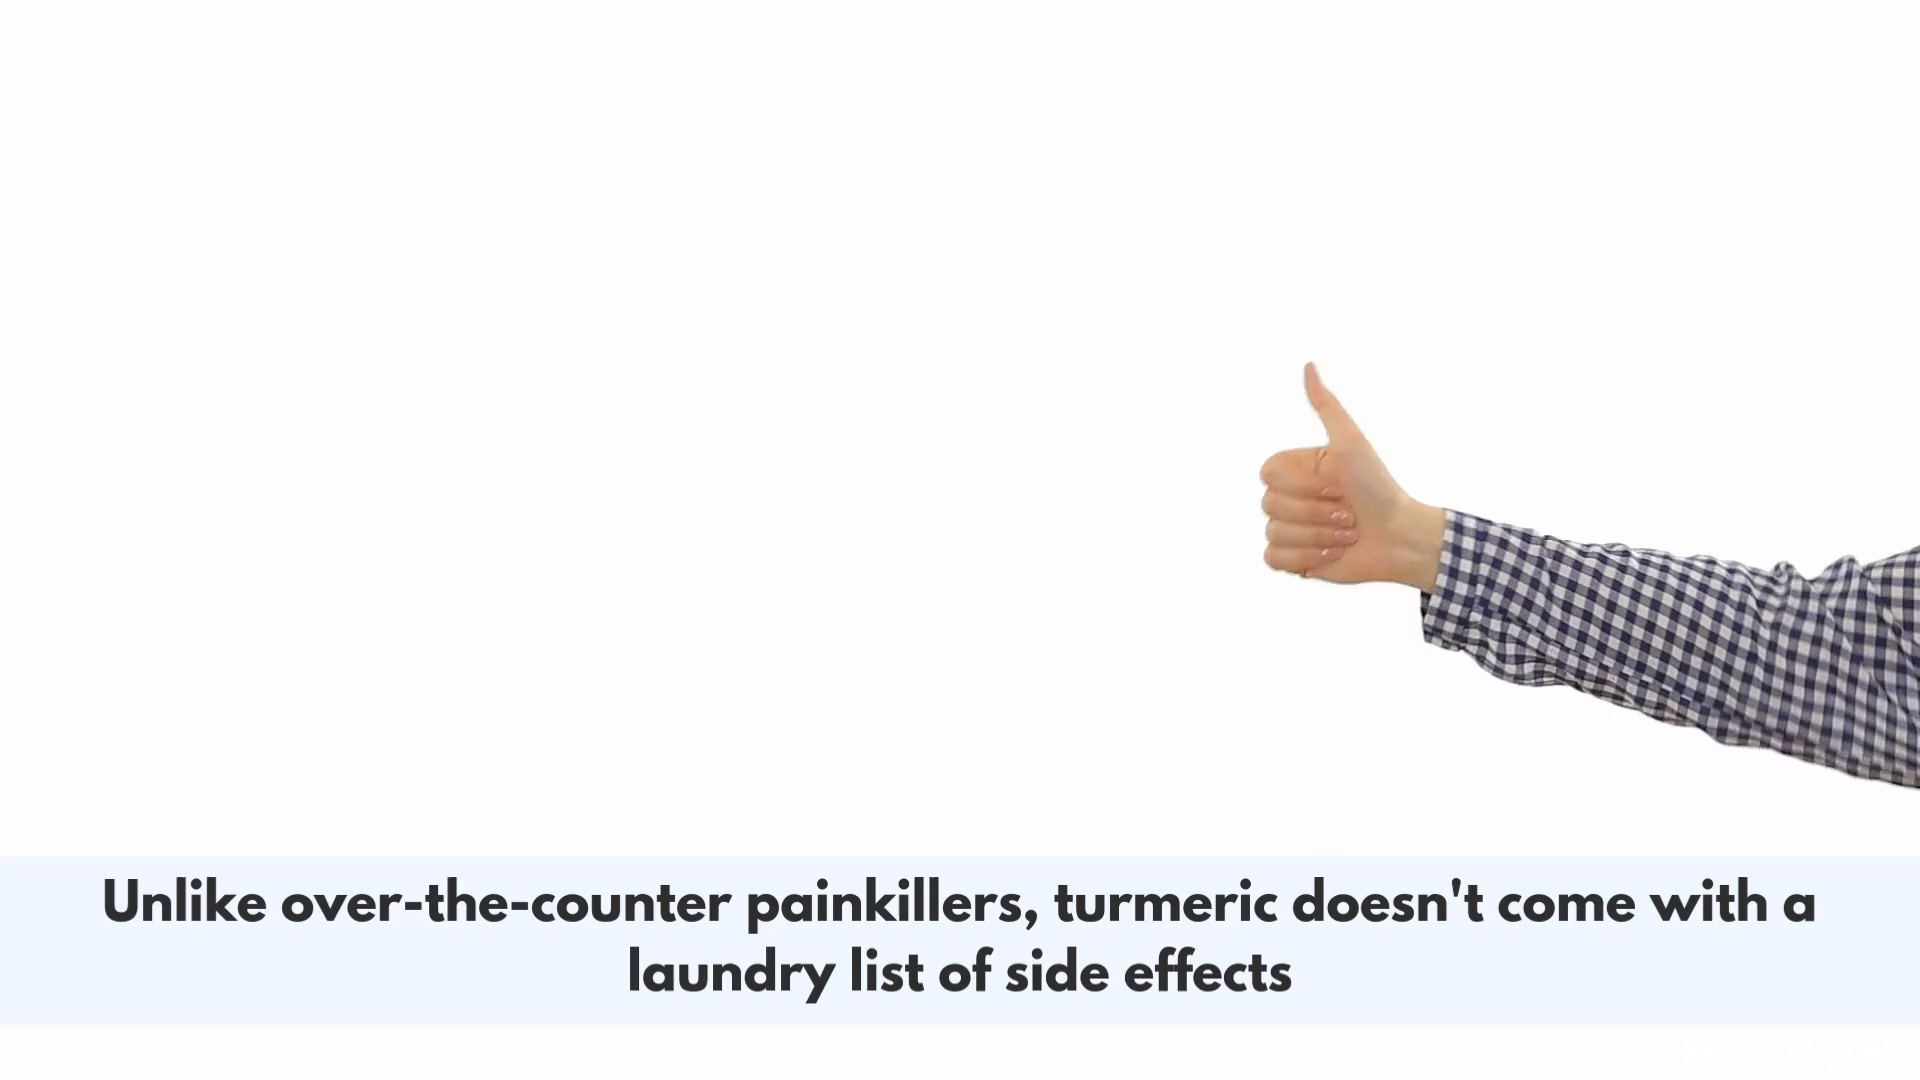 Unlike over-the-counter painkillers, turmeric doesn't come with a
laundry list of side effects